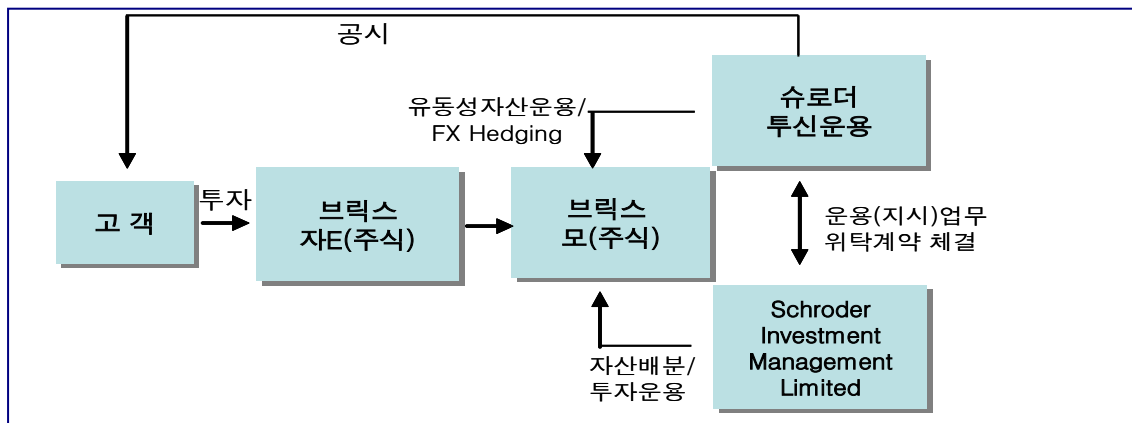 공시
슈로더
투신운용
유동성자산운용/
FX Hedging
고 객
투자
브릭스
자E(주식)
브릭스
모(주식)
운용(지시)업무
위탁계약 체결
Schroder
Investment
Management
Limited
자산배분/
투자운용